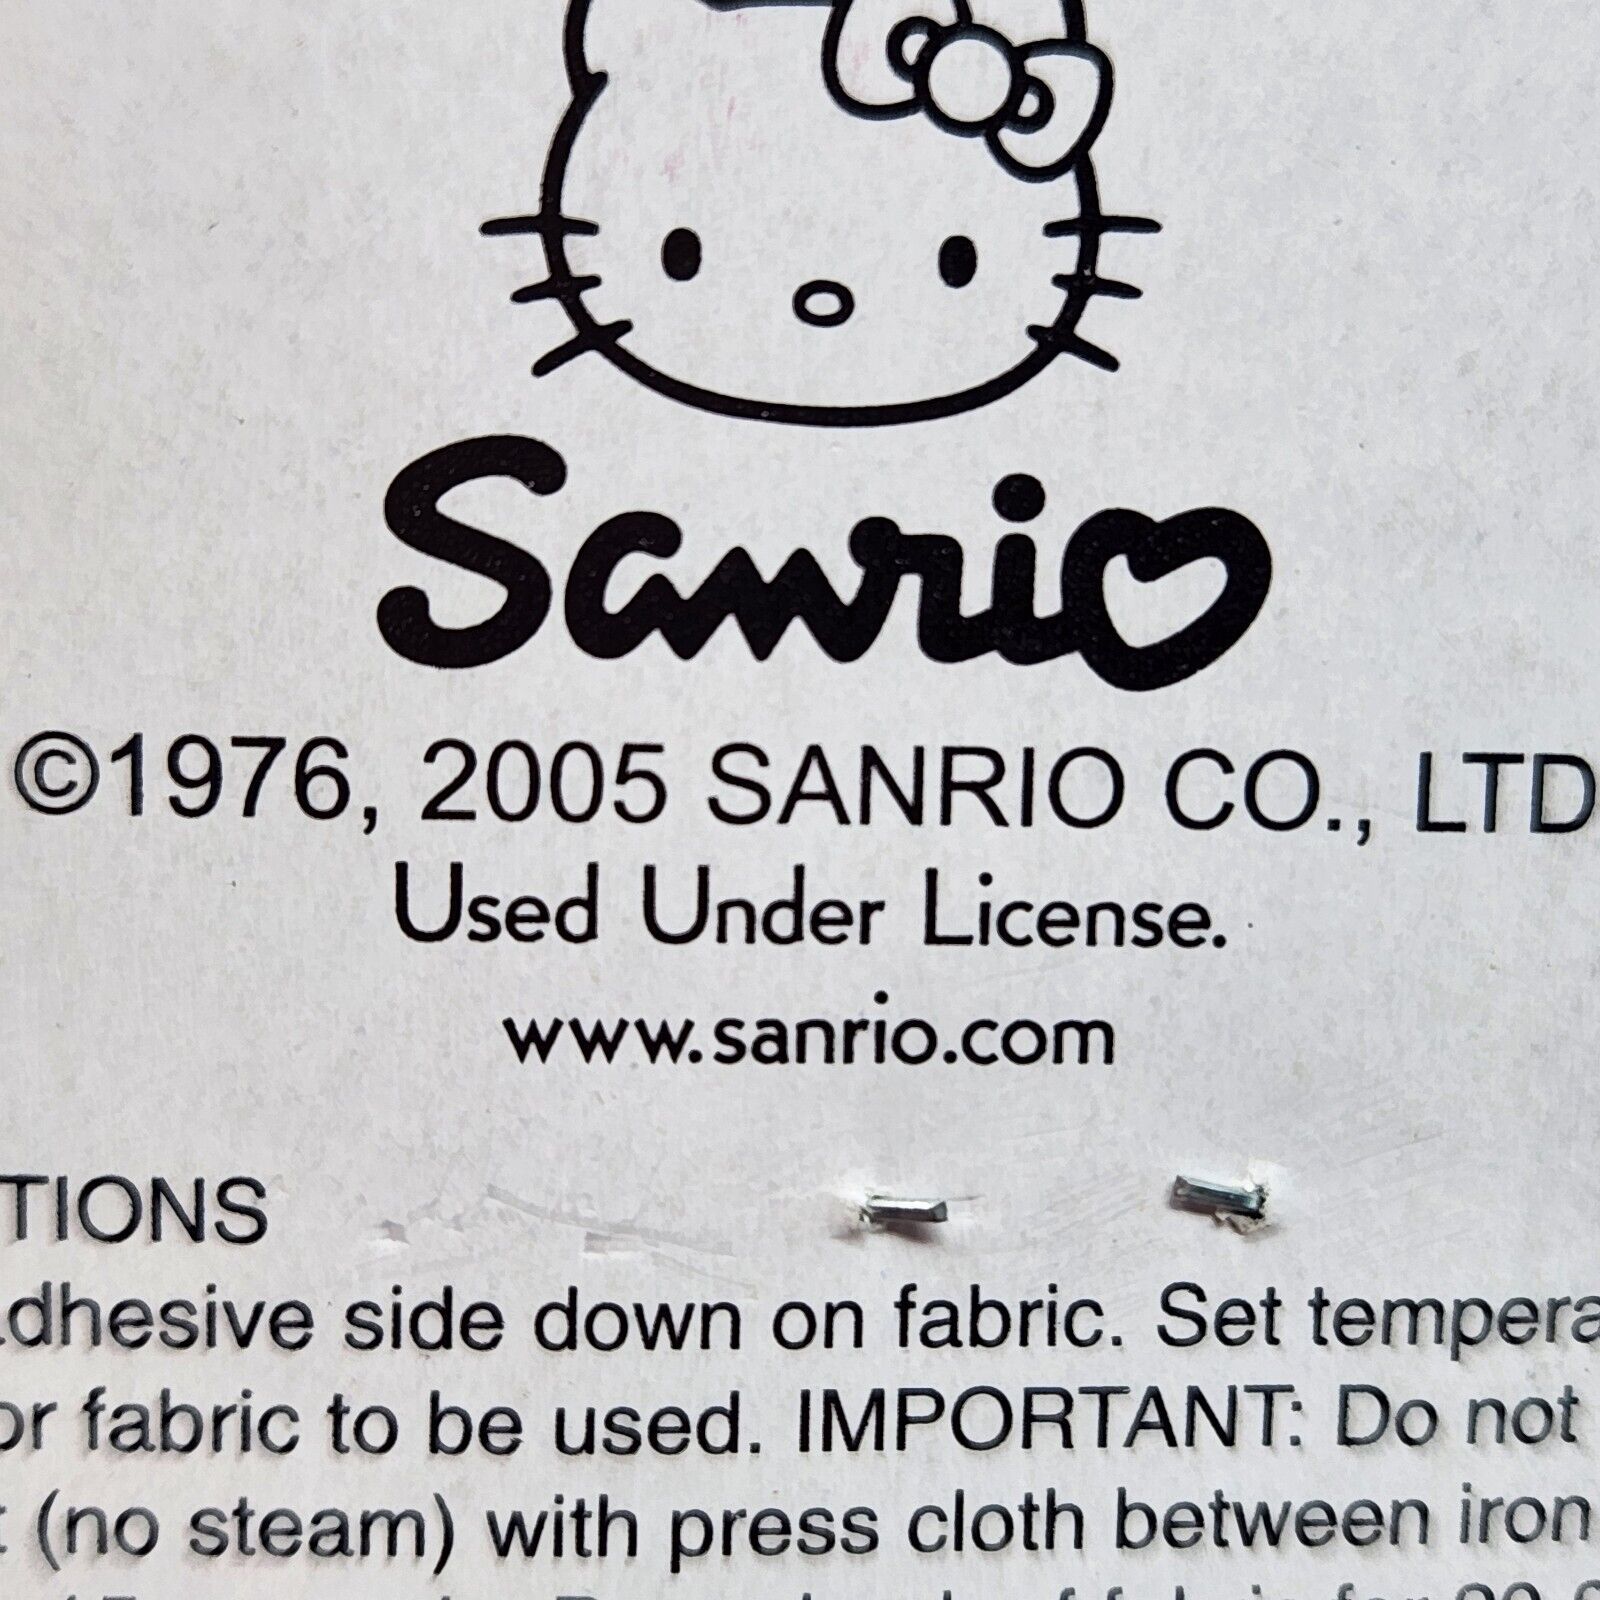 Sanrio
©1976, 2005 SANRIO CO., LTD
Used Under License.
www.sanrio.com
TIONS
dhesive side down on fabric. Set tempera
or fabric to be used. IMPORTANT: Do not
(no steam) with press cloth between iron